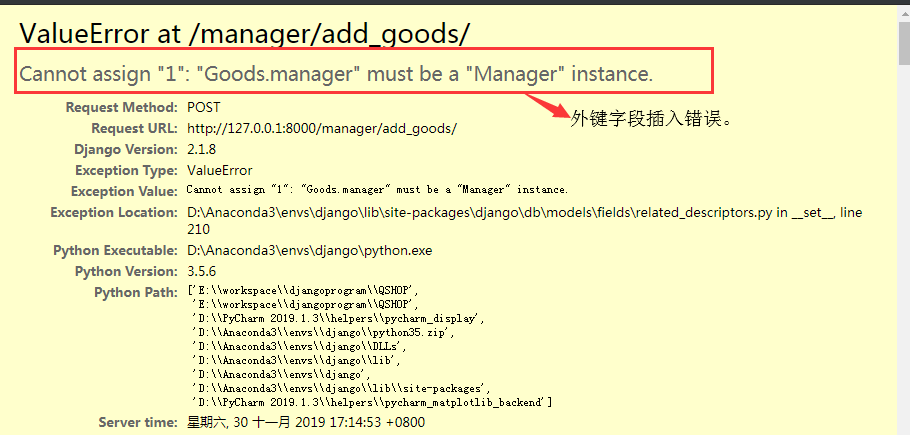 ValueError at /manager/add_goods/
Cannot assign "1": "Goods.manager" must be a "Manager" instance.
外键字段插入错误。
Request Method: POST
Request URL: http://127.0.0.1:8000/manager/add_goods/
Django Version: 2.1.8
Exception Type: ValueError
Exception Value: Cannot assign "1": "Goods.manager" must be a "Manager" instance.
Exception Location: D:\Anaconda3\envs\django\lib\site-packages\django\db\models\fields\related_descriptors.py in __set__, line
210
Python Executable: D:\Anaconda3\envs\django\python.exe
Python Version: 3.5.6
Python Path: ['E:\\workspace\\djangoprogram\\QSHOP',
'E:\\workspace\\djangoprogram\\QSHOP',
'D:\\PyCharm 2019.1.3\\helpers\\pycharm_display',
'D:\\Anaconda3\\envs\\django\\python35.zip',
'D:\\Anaconda3\\envs\\django\\DLLs',
'D:\\Anaconda3\\envs\\django\\lib',
'D:\\Anaconda3\\envs\\django',
'D:\\Anaconda3\\envs\\django\\lib\\site-packages',
'D:\\PyCharm 2019.1.3\\helpers\\pycharm_matplotlib_backend']
Server time: 星期六, 30 十一月 2019 17:14:53 +0800